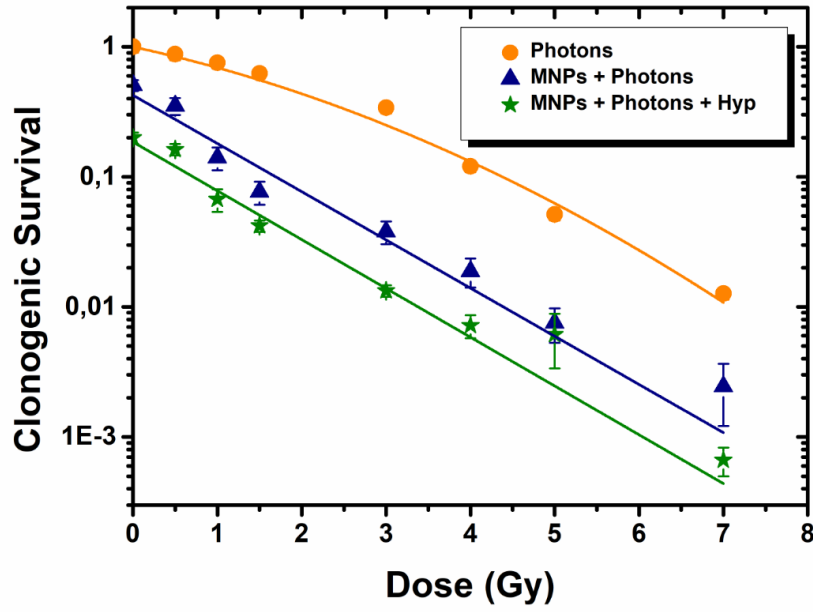 Photons
MNPs + Photons
MNPs + Photons + Hyp
Clonogenic Survival
1
0,1
0,01
1E-3
0 1 2 3 4 5 6 7 8
Dose (Gy)